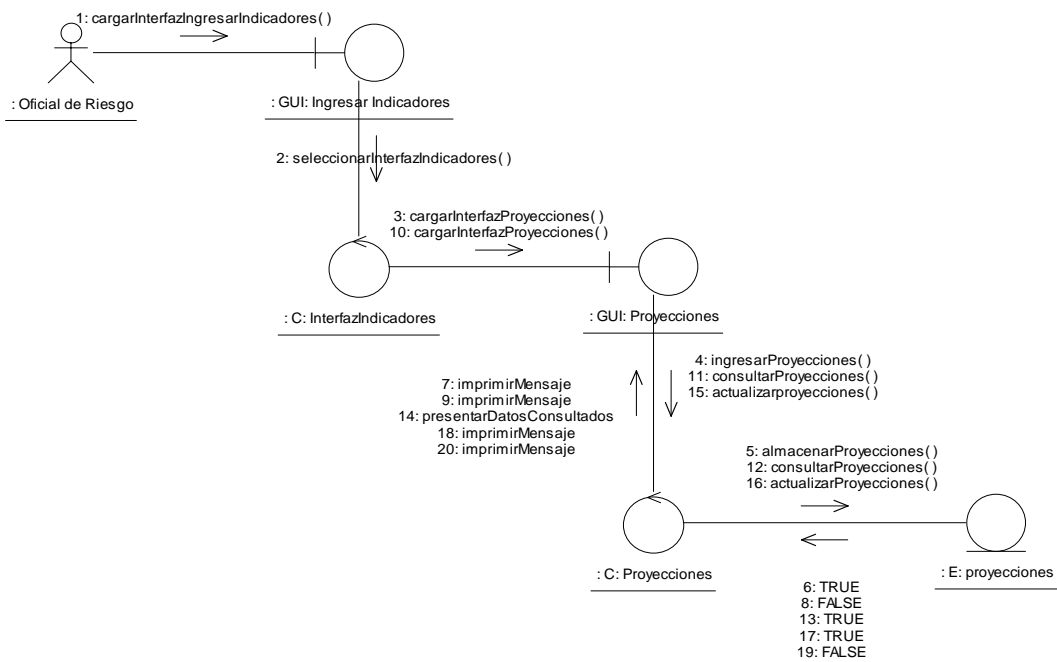 1: cargarInterfazIngresarIndicadores( )
: Oficial de Riesgo
: GUI: Ingresar Indicadores
2: seleccionarInterfazIndicadores( )
3: cargarInterfazProyecciones( )
10: cargarInterfazProyecciones( )
: C: InterfazIndicadores
: GUI: Proyecciones
4: ingresarProyecciones( )
11: consultarProyecciones( )
15: actualizarproyecciones( )
7: imprimirMensaje
9: imprimirMensaje
14: presentarDatosConsultados
18: imprimirMensaje
20: imprimirMensaje
5: almacenarProyecciones( )
12: consultarProyecciones( )
16: actualizarProyecciones( )
: C: Proyecciones
: E: proyecciones
6: TRUE
8: FALSE
13: TRUE
17: TRUE
19: FALSE